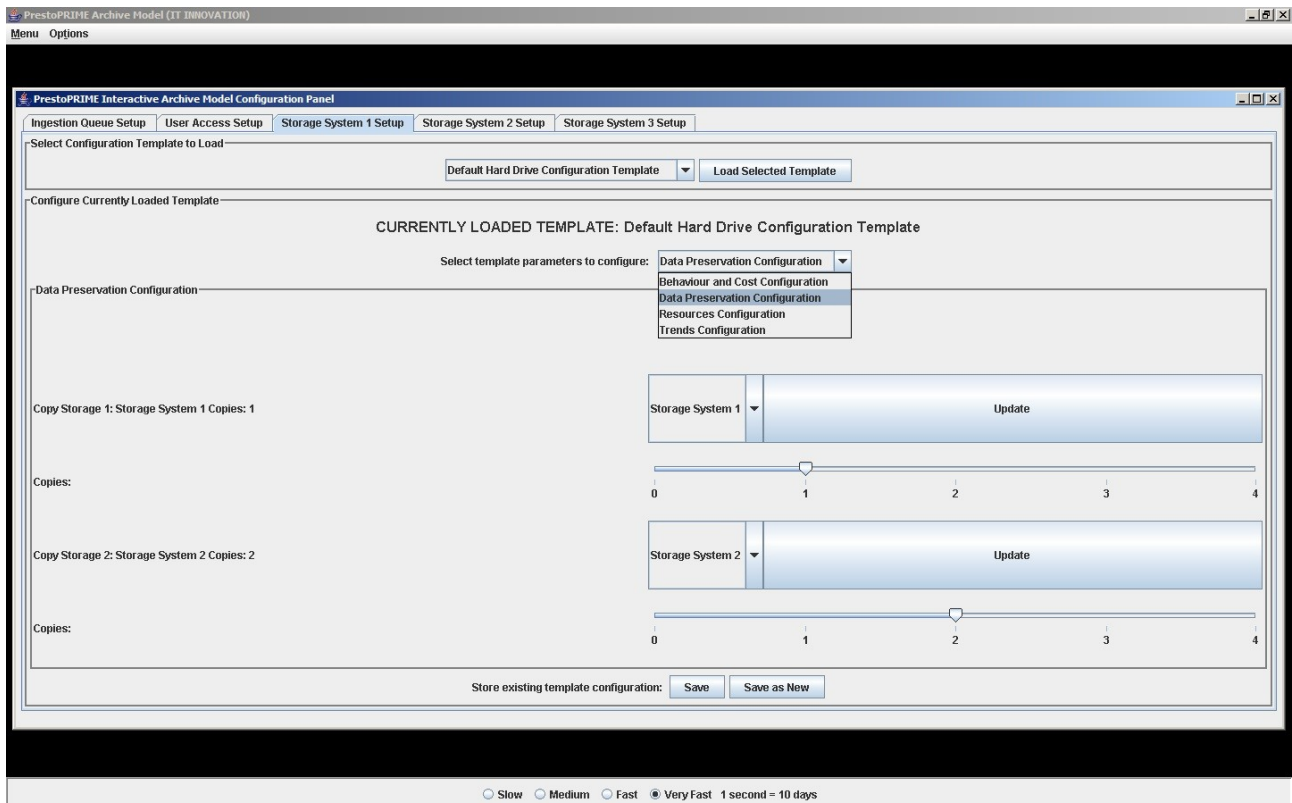 PrestoPRIME Archive Model (IT INNOVATION)
Menu Options
PrestoPRIME Interactive Archive Model Configuration Panel
Ingestion Queue Setup User Access Setup Storage System 1 Setup Storage System 2 Setup Storage System 3 Setup
Select Configuration Template to Load
Default Hard Drive Configuration Template Load Selected Template
Configure Currently Loaded Template
CURRENTLY LOADED TEMPLATE: Default Hard Drive Configuration Template
Select template parameters to configure: Data Preservation Configuration
Behaviour and Cost Configuration
Data Preservation Configuration
Data Preservation Configuration
Resources Configuration
Trends Configuration
Copy Storage 1: Storage System 1 Copies: 1 Storage System 1 Update
Copies:
0 1 2 3 4
Copy Storage 2: Storage System 2 Copies: 2 Storage System 2 Update
Copies:
0 1 2 3 4
Store existing template configuration: Save Save as New
Slow Medium Fast Very Fast 1 second = 10 days